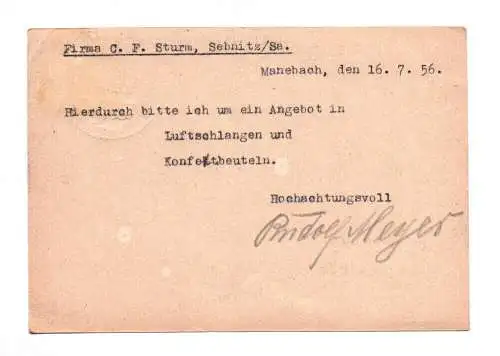 Firma C. F. Sturm, Sebnitz/Sa.
Manebach, den 16. 7. 56.
Hierdurch bitte ich um ein Angebot in
Luftschlangen und
Konfettbeuteln.
Hochachtungsvoll
Rudolf Meyer